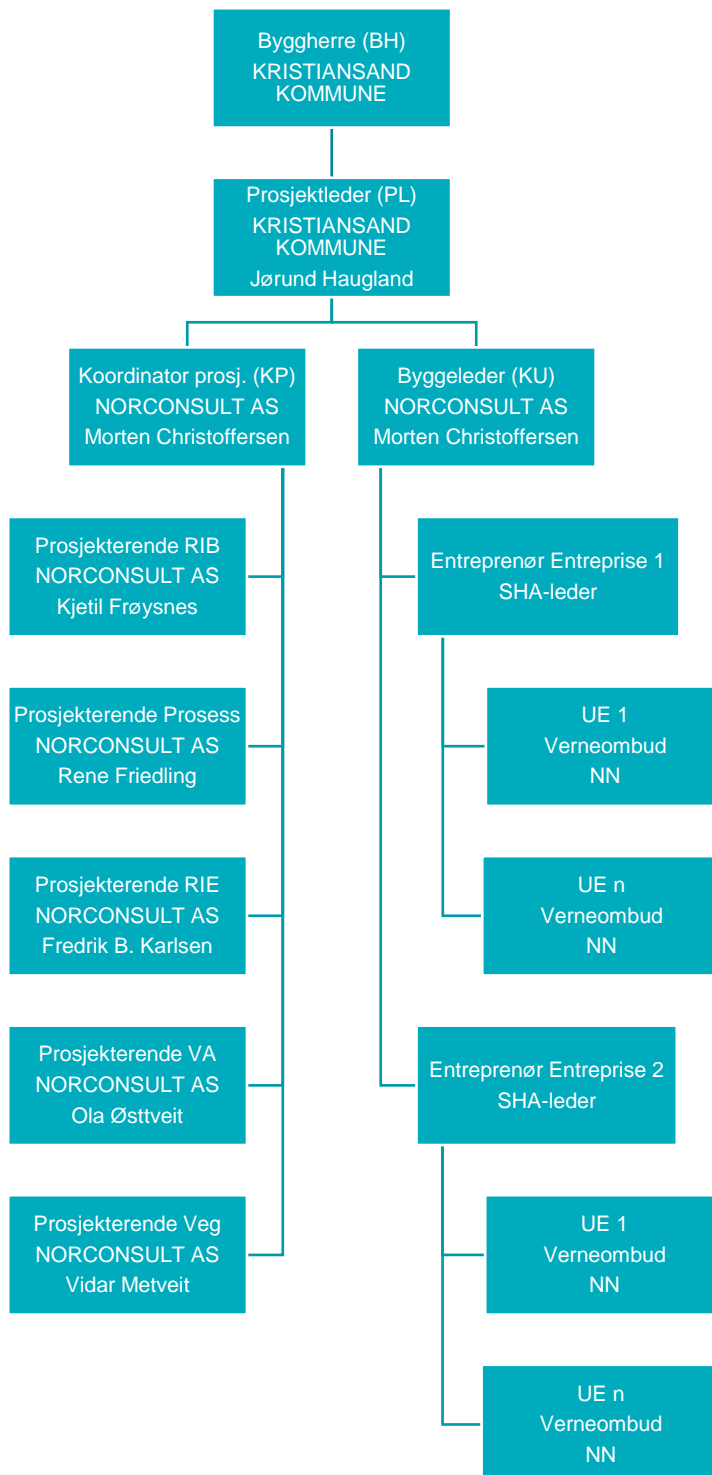 Byggherre (BH)
KRISTIANSAND
KOMMUNE
Prosjektleder (PL)
KRISTIANSAND
KOMMUNE
Jørund Haugland
Koordinator prosj. (KP)
NORCONSULT AS
Morten Christoffersen
Byggeleder (KU)
NORCONSULT AS
Morten Christoffersen
Prosjekterende RIB
NORCONSULT AS
Kjetil Frøysnes
Prosjekterende Prosess
NORCONSULT AS
Rene Friedling
Prosjekterende RIE
NORCONSULT AS
Fredrik B. Karlsen
Prosjekterende VA
NORCONSULT AS
Ola Østtveit
Prosjekterende Veg
NORCONSULT AS
Vidar Metveit
Entreprenør Entreprise 1
SHA-leder
UE 1
Verneombud
NN
UE n
Verneombud
NN
Entreprenør Entreprise 2
SHA-leder
UE 1
Verneombud
NN
UE n
Verneombud
NN